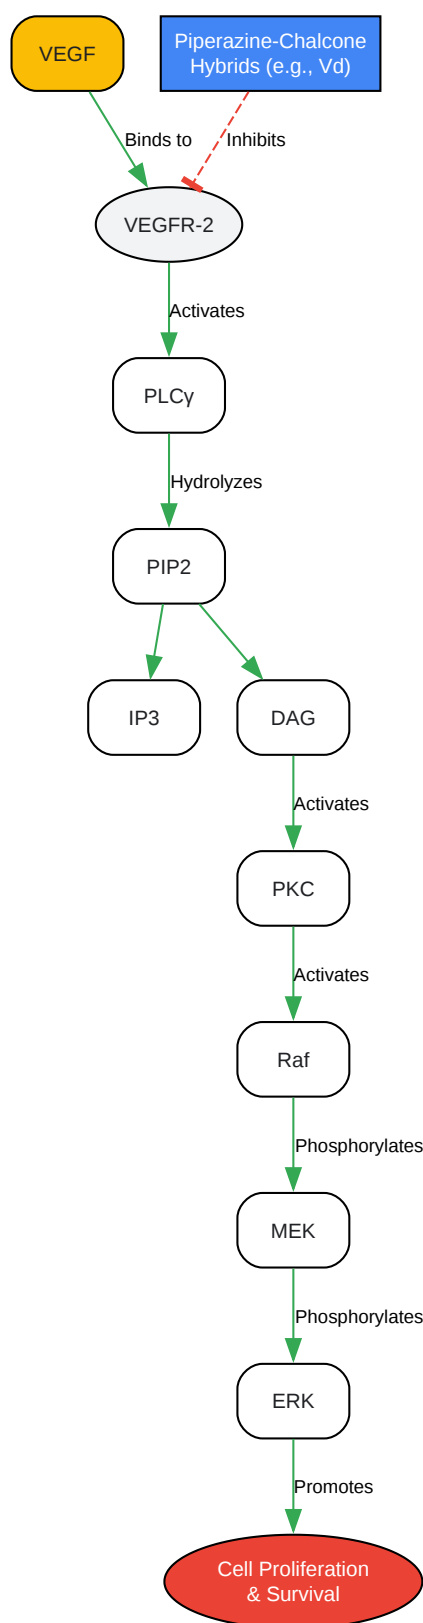 VEGF
Piperazine-Chalcone
Hybrids (e.g., Vd)
Binds to
Inhibits
VEGFR-2
Activates
PLCγ
Hydrolyzes
PIP2
IP3
DAG
Activates
PKC
Activates
Raf
Phosphorylates
MEK
Phosphorylates
ERK
Promotes
Cell Proliferation
& Survival